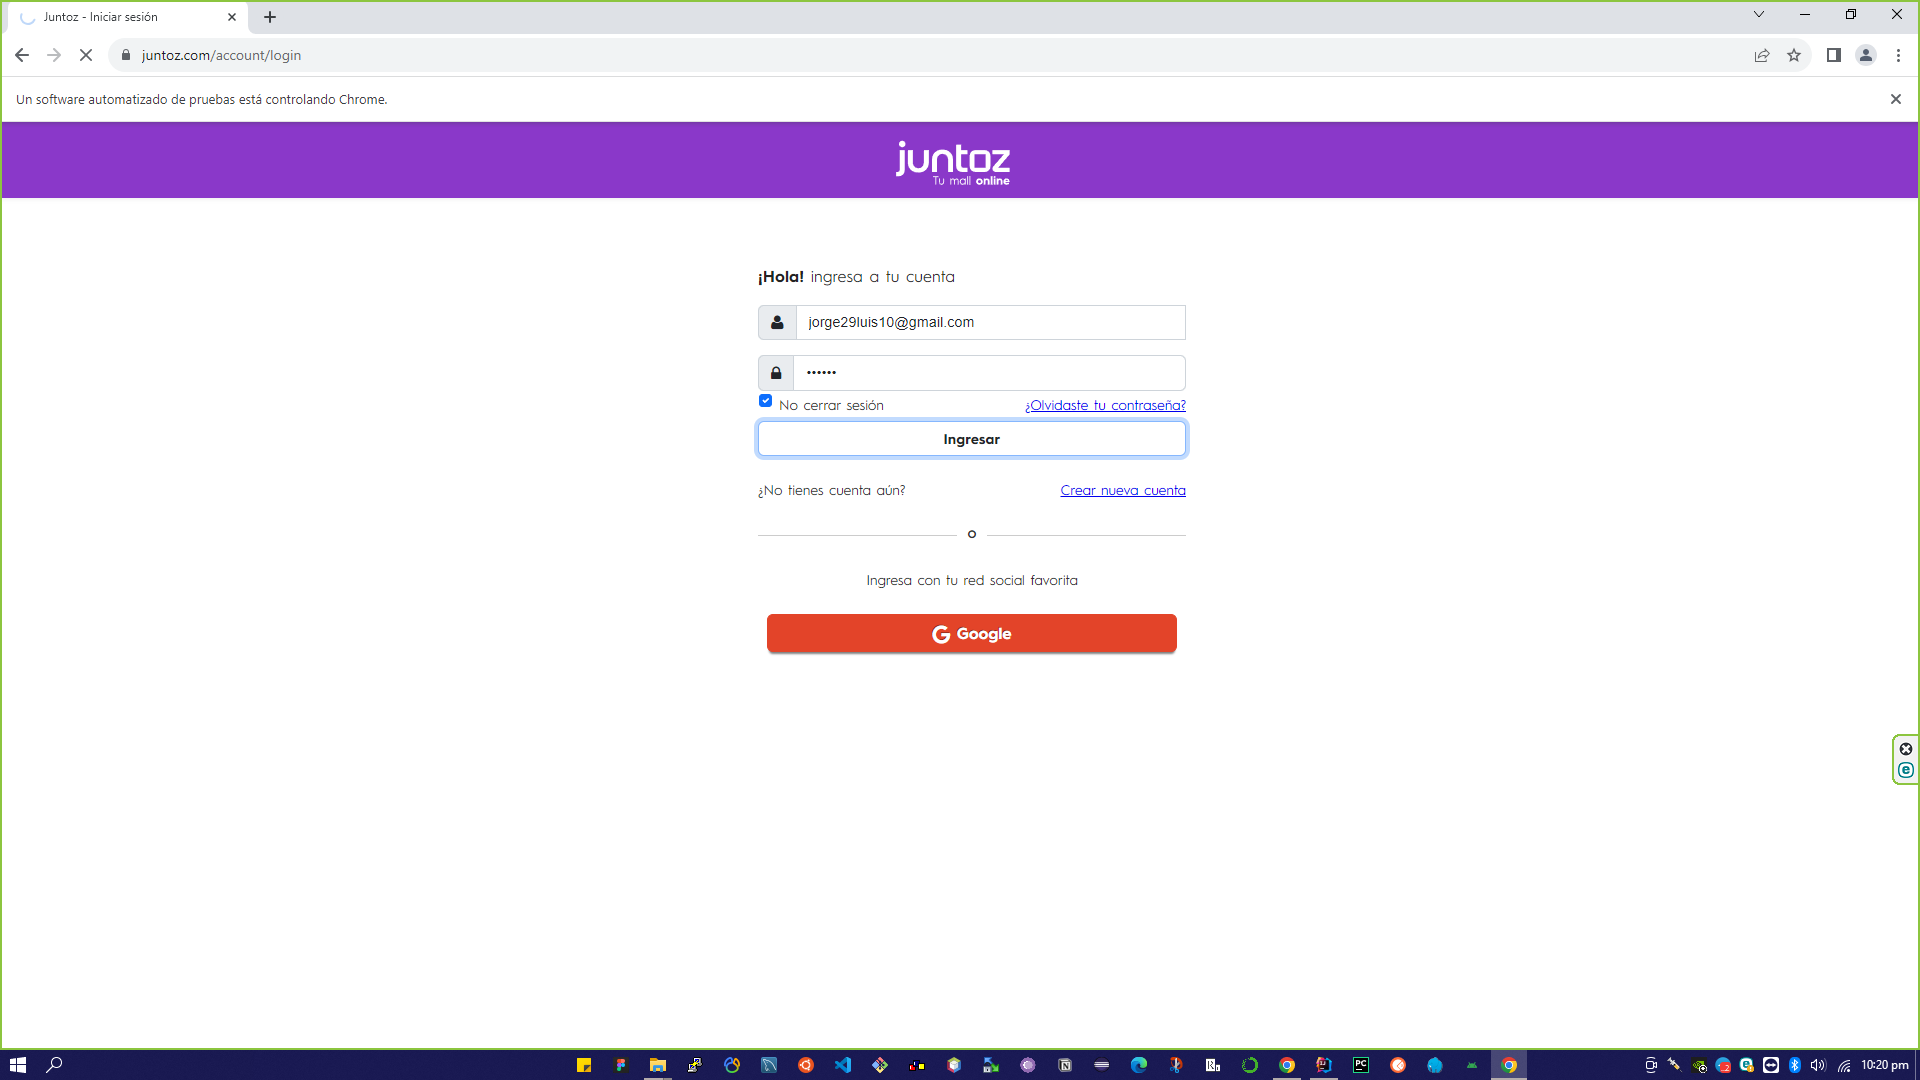 Juntoz - Iniciar sesión
juntoz.com/account/login
Un software automatizado de pruebas está controlando Chrome.
juntoz
Tu mall online
¡Hola! ingresa a tu cuenta
jorge29luis10@gmail.com
••••••
No cerrar sesión
¿Olvidaste tu contraseña?
Ingresar
¿No tienes cuenta aún?
Crear nueva cuenta
o
Ingresa con tu red social favorita
G Google
10:20 pm